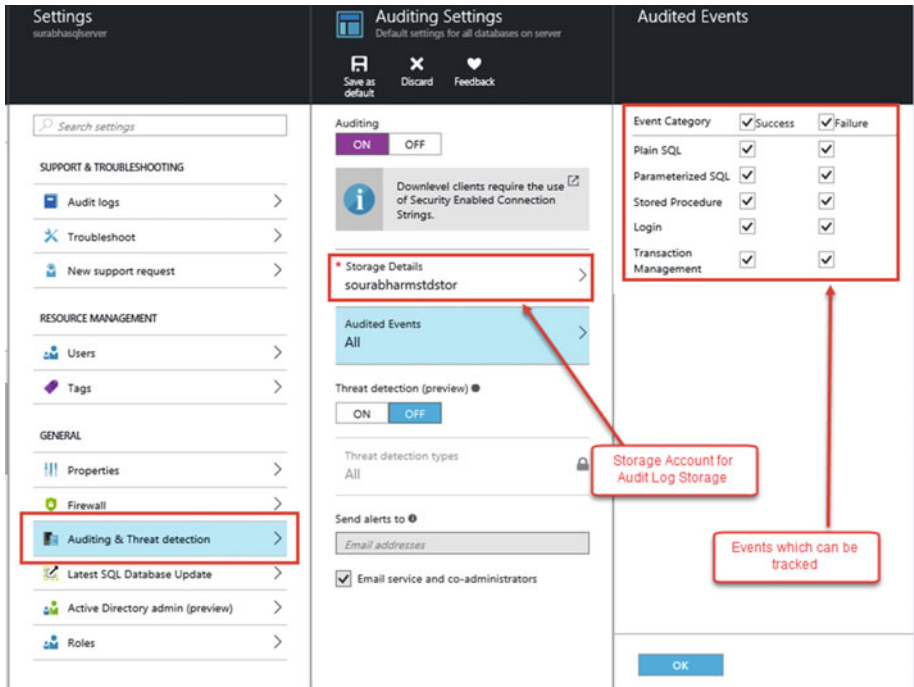 Settings
surabhasqlserver
Search settings
SUPPORT & TROUBLESHOOTING
Audit logs
Troubleshoot
New support request
RESOURCE MANAGEMENT
Users
Tags
GENERAL
Properties
Firewall
Auditing & Threat detection
Latest SQL Database Update
Active Directory admin (preview)
Roles
Auditing Settings
Default settings for all databases on server
Save as
default
Discard
Feedback
Auditing
ON OFF
Downlevel clients require the use
of Security Enabled Connection
Strings.
* Storage Details
sourabharmstdstor
Audited Events
All
Threat detection (preview)
ON OFF
Threat detection types
All
Send alerts to
Email addresses
Email service and co-administrators
Storage Account for
Audit Log Storage
Audited Events
Event Category Success Failure
Plain SQL
Parameterized SQL
Stored Procedure
Login
Transaction
Management
Events which can be
tracked
OK